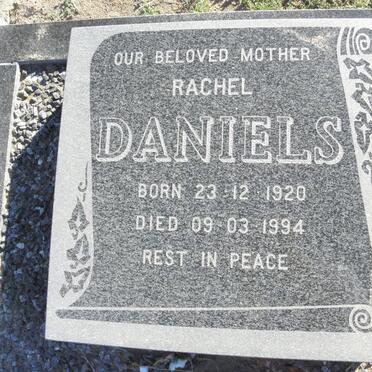 OUR BELOVED MOTHER
RACHEL
DANIELS
BORN 23-12-1920
DIED 09-03-1994
REST IN PEACE